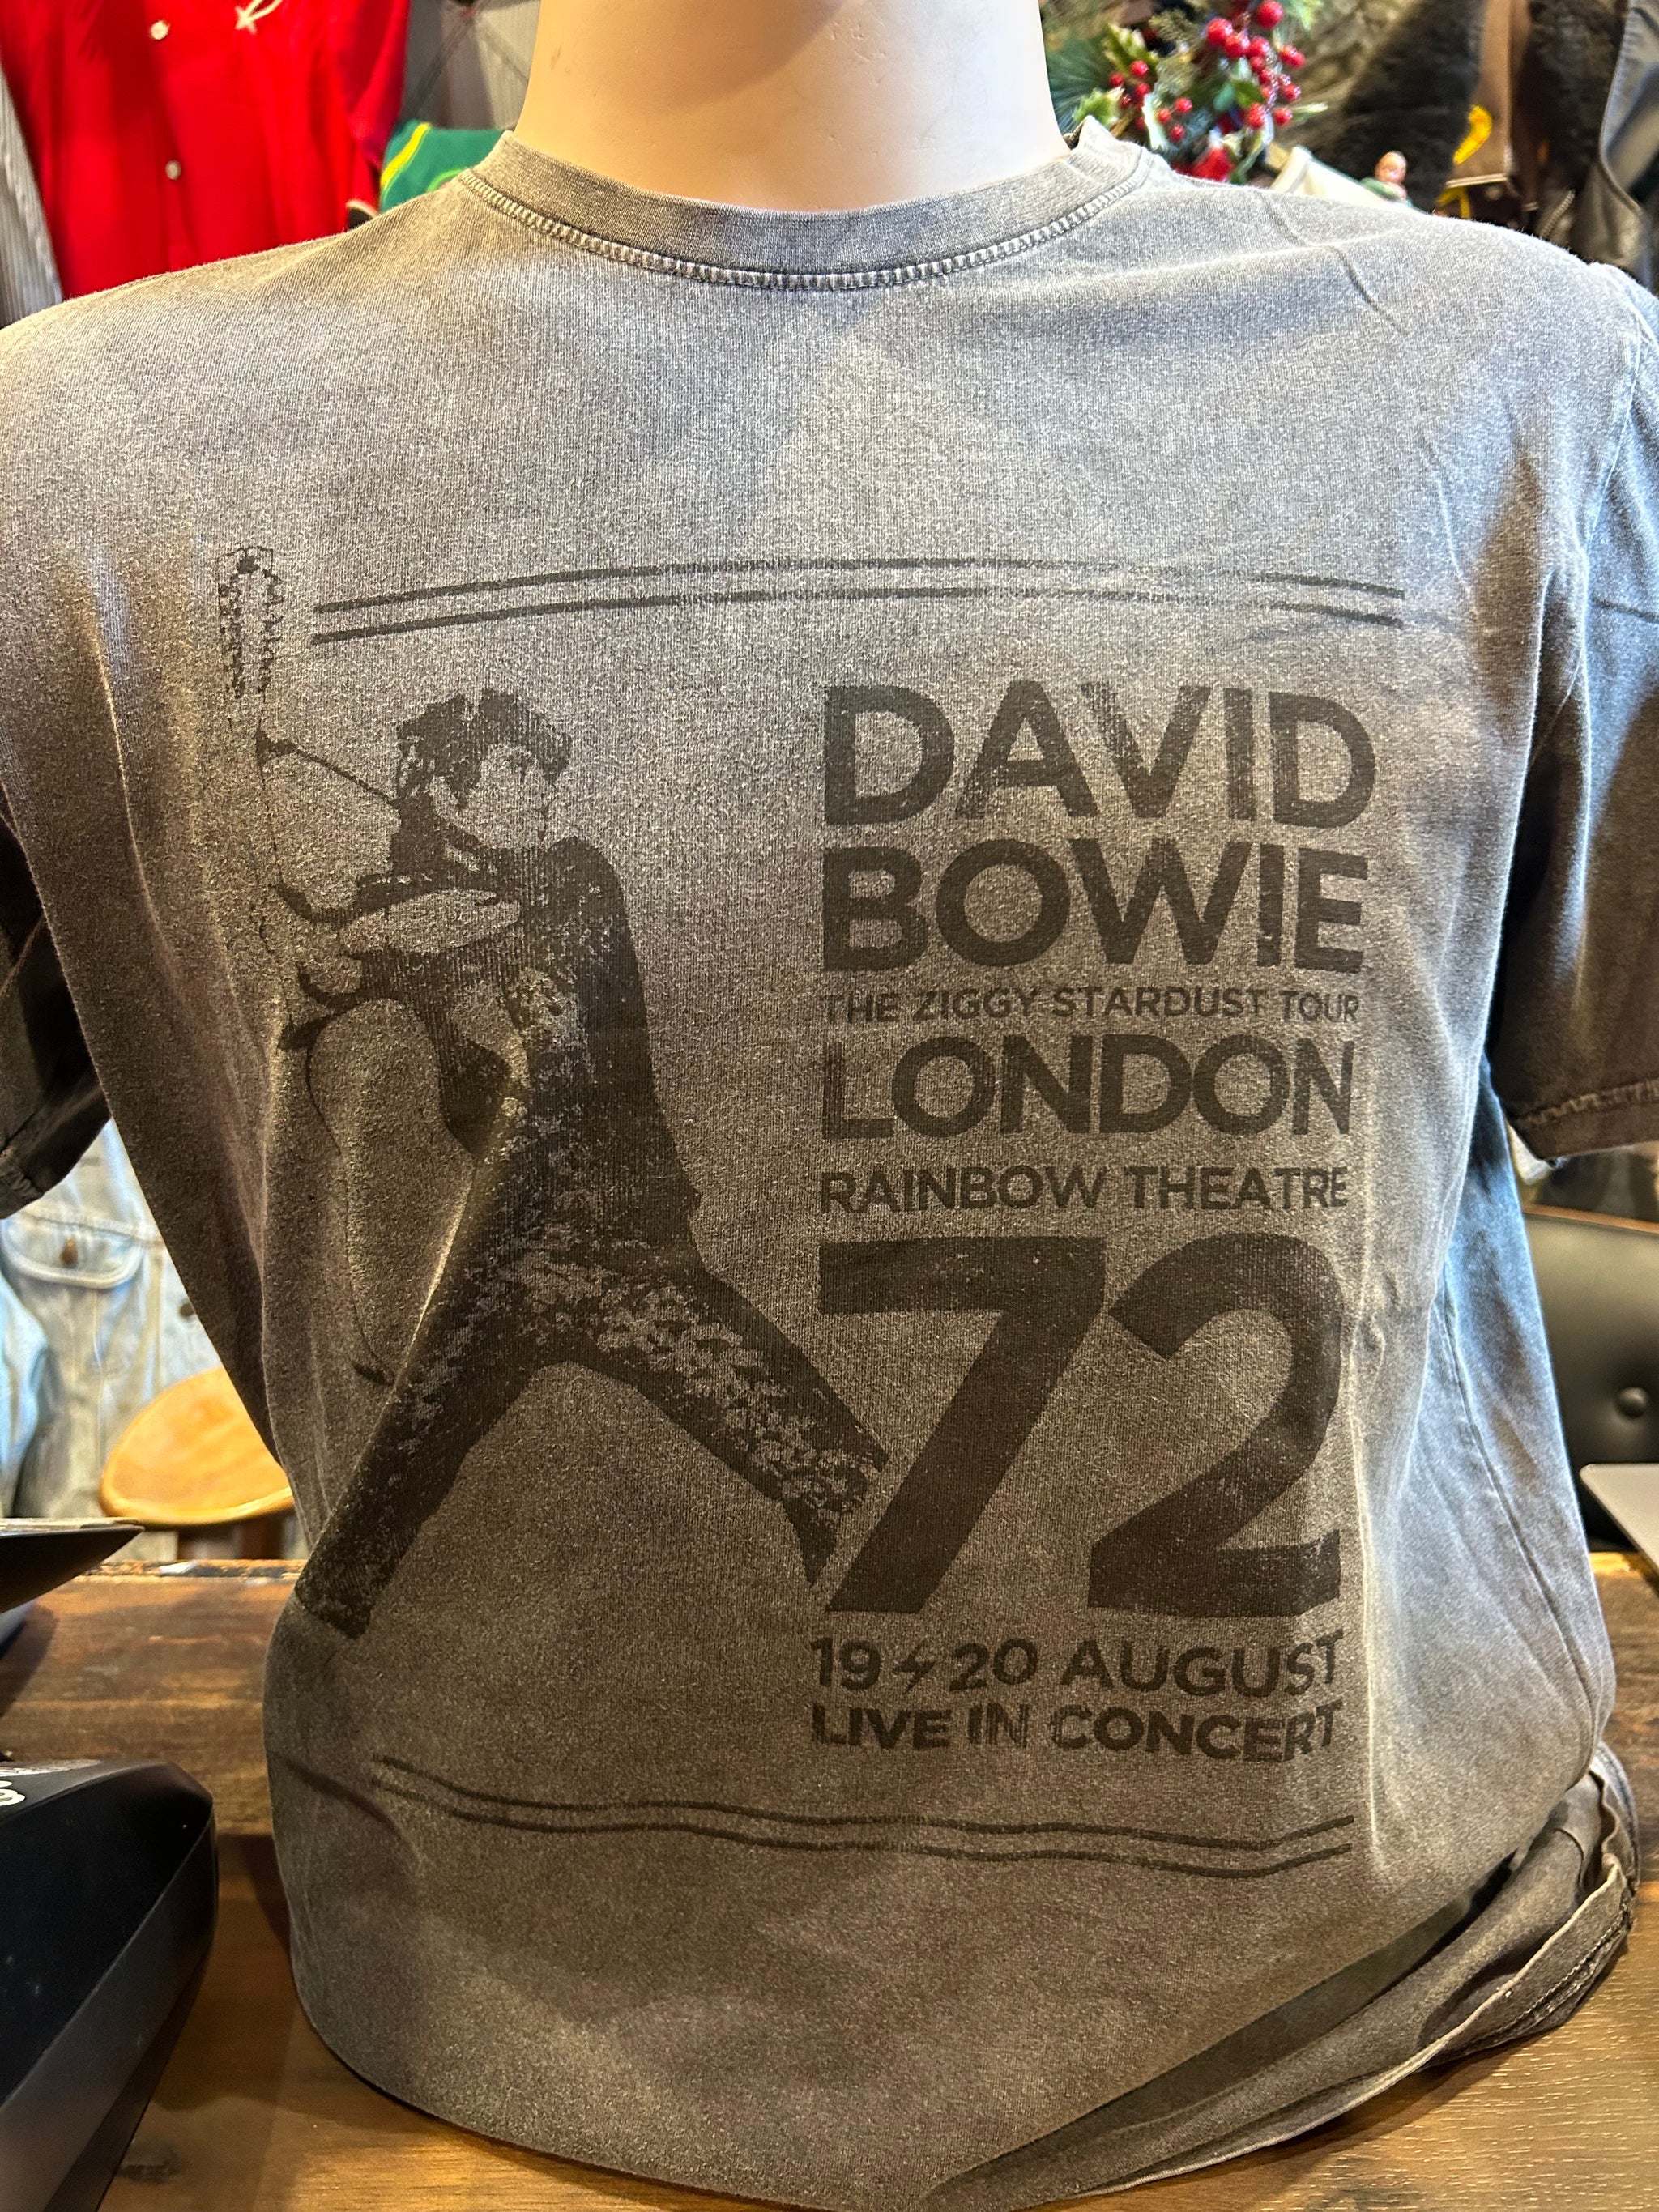 DAVID
BOWIE
THE ZIGGY STARDUST TOUR
LONDON
RAINBOW THEATRE
72
19⚡20 AUGUST
LIVE IN CONCERT